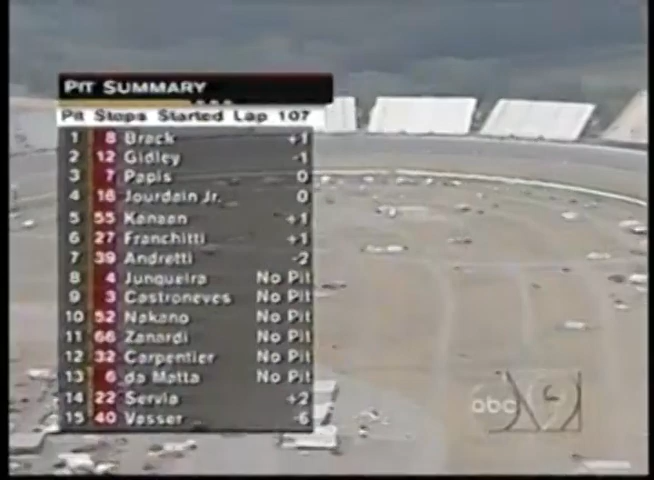 PIT SUMMARY
Pit Stops Started Lap 107
1 8 Brack +1
2 12 Gidley -1
3 7 Papis 0
4 16 Jourdain Jr. 0
5 55 Kanaan +1
6 27 Franchitti +1
7 39 Andretti -2
8 4 Junqueira No Pit
9 3 Castroneves No Pit
10 52 Nakano No Pit
11 66 Zanardi No Pit
12 32 Carpentier No Pit
13 6 da Matta No Pit
14 22 Servia +2
15 40 Vasser -6
abc